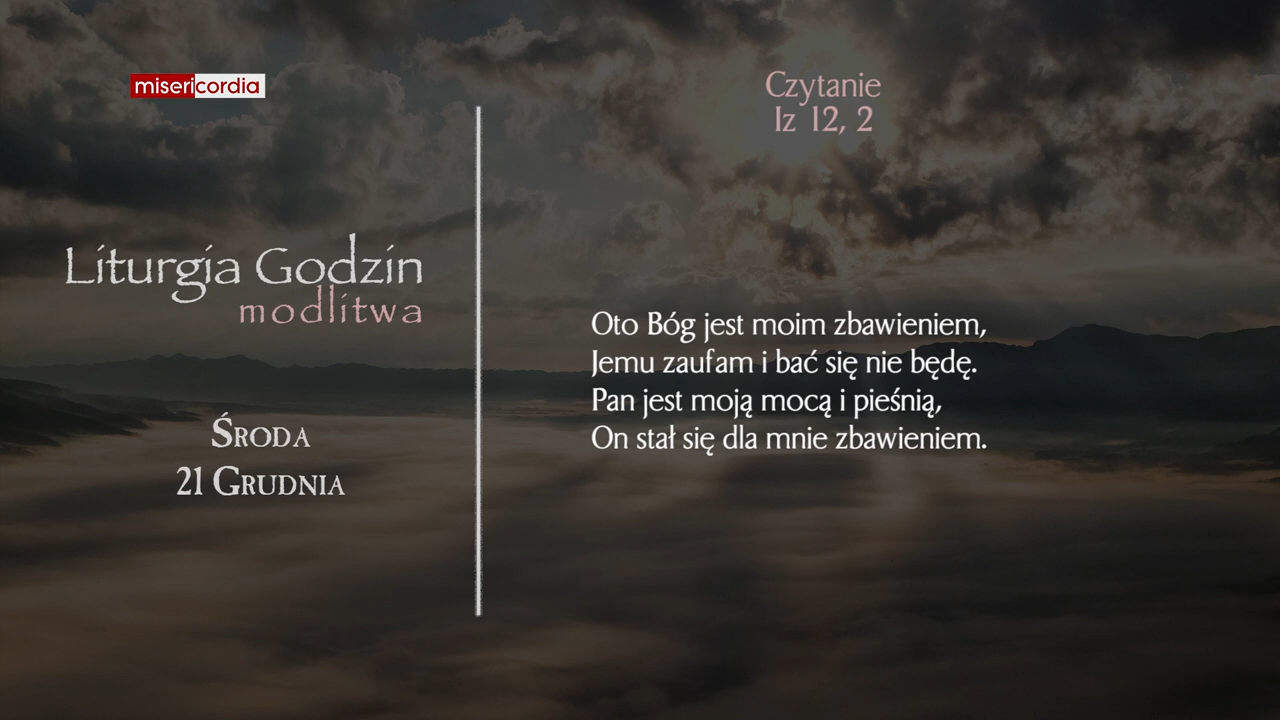 misericordia
Liturgia Godzin
modlitwa
Środa
21 Grudnia
Czytanie
Iz 12, 2
Oto Bóg jest moim zbawieniem,
Jemu zaufam i bać się nie będę.
Pan jest moją mocą i pieśnią,
On stał się dla mnie zbawieniem.